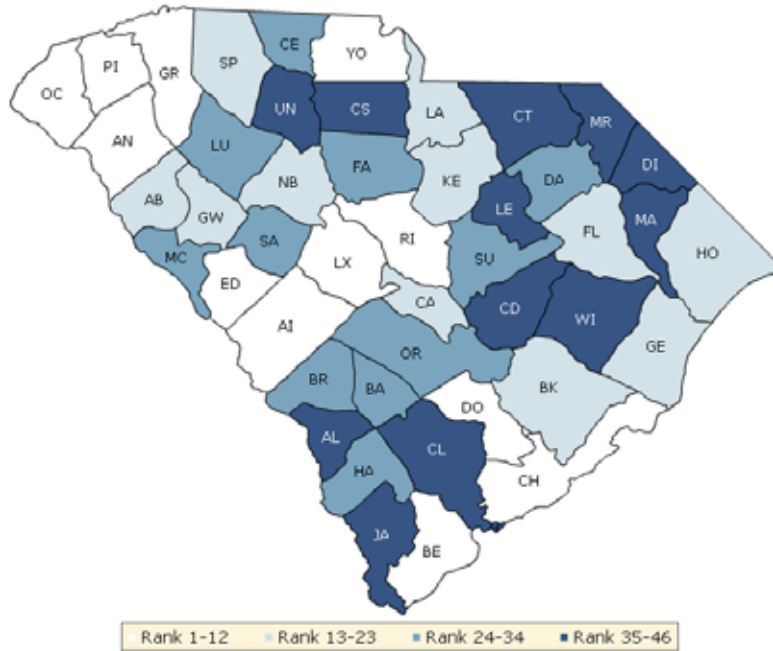 CE
YO
SP
PI
GR
OC
UN
CS
LA
CT
MR
AN
LU
FA
DI
NB
KE
DA
AB
GW
LE
MA
SA
RI
FL
HO
MC
LX
SU
ED
CA
CD
WI
AI
OR
GE
BR
BA
BK
DO
AL
CL
HA
CH
JA
BE
Rank 1-12 Rank 13-23 Rank 24-34 Rank 35-46